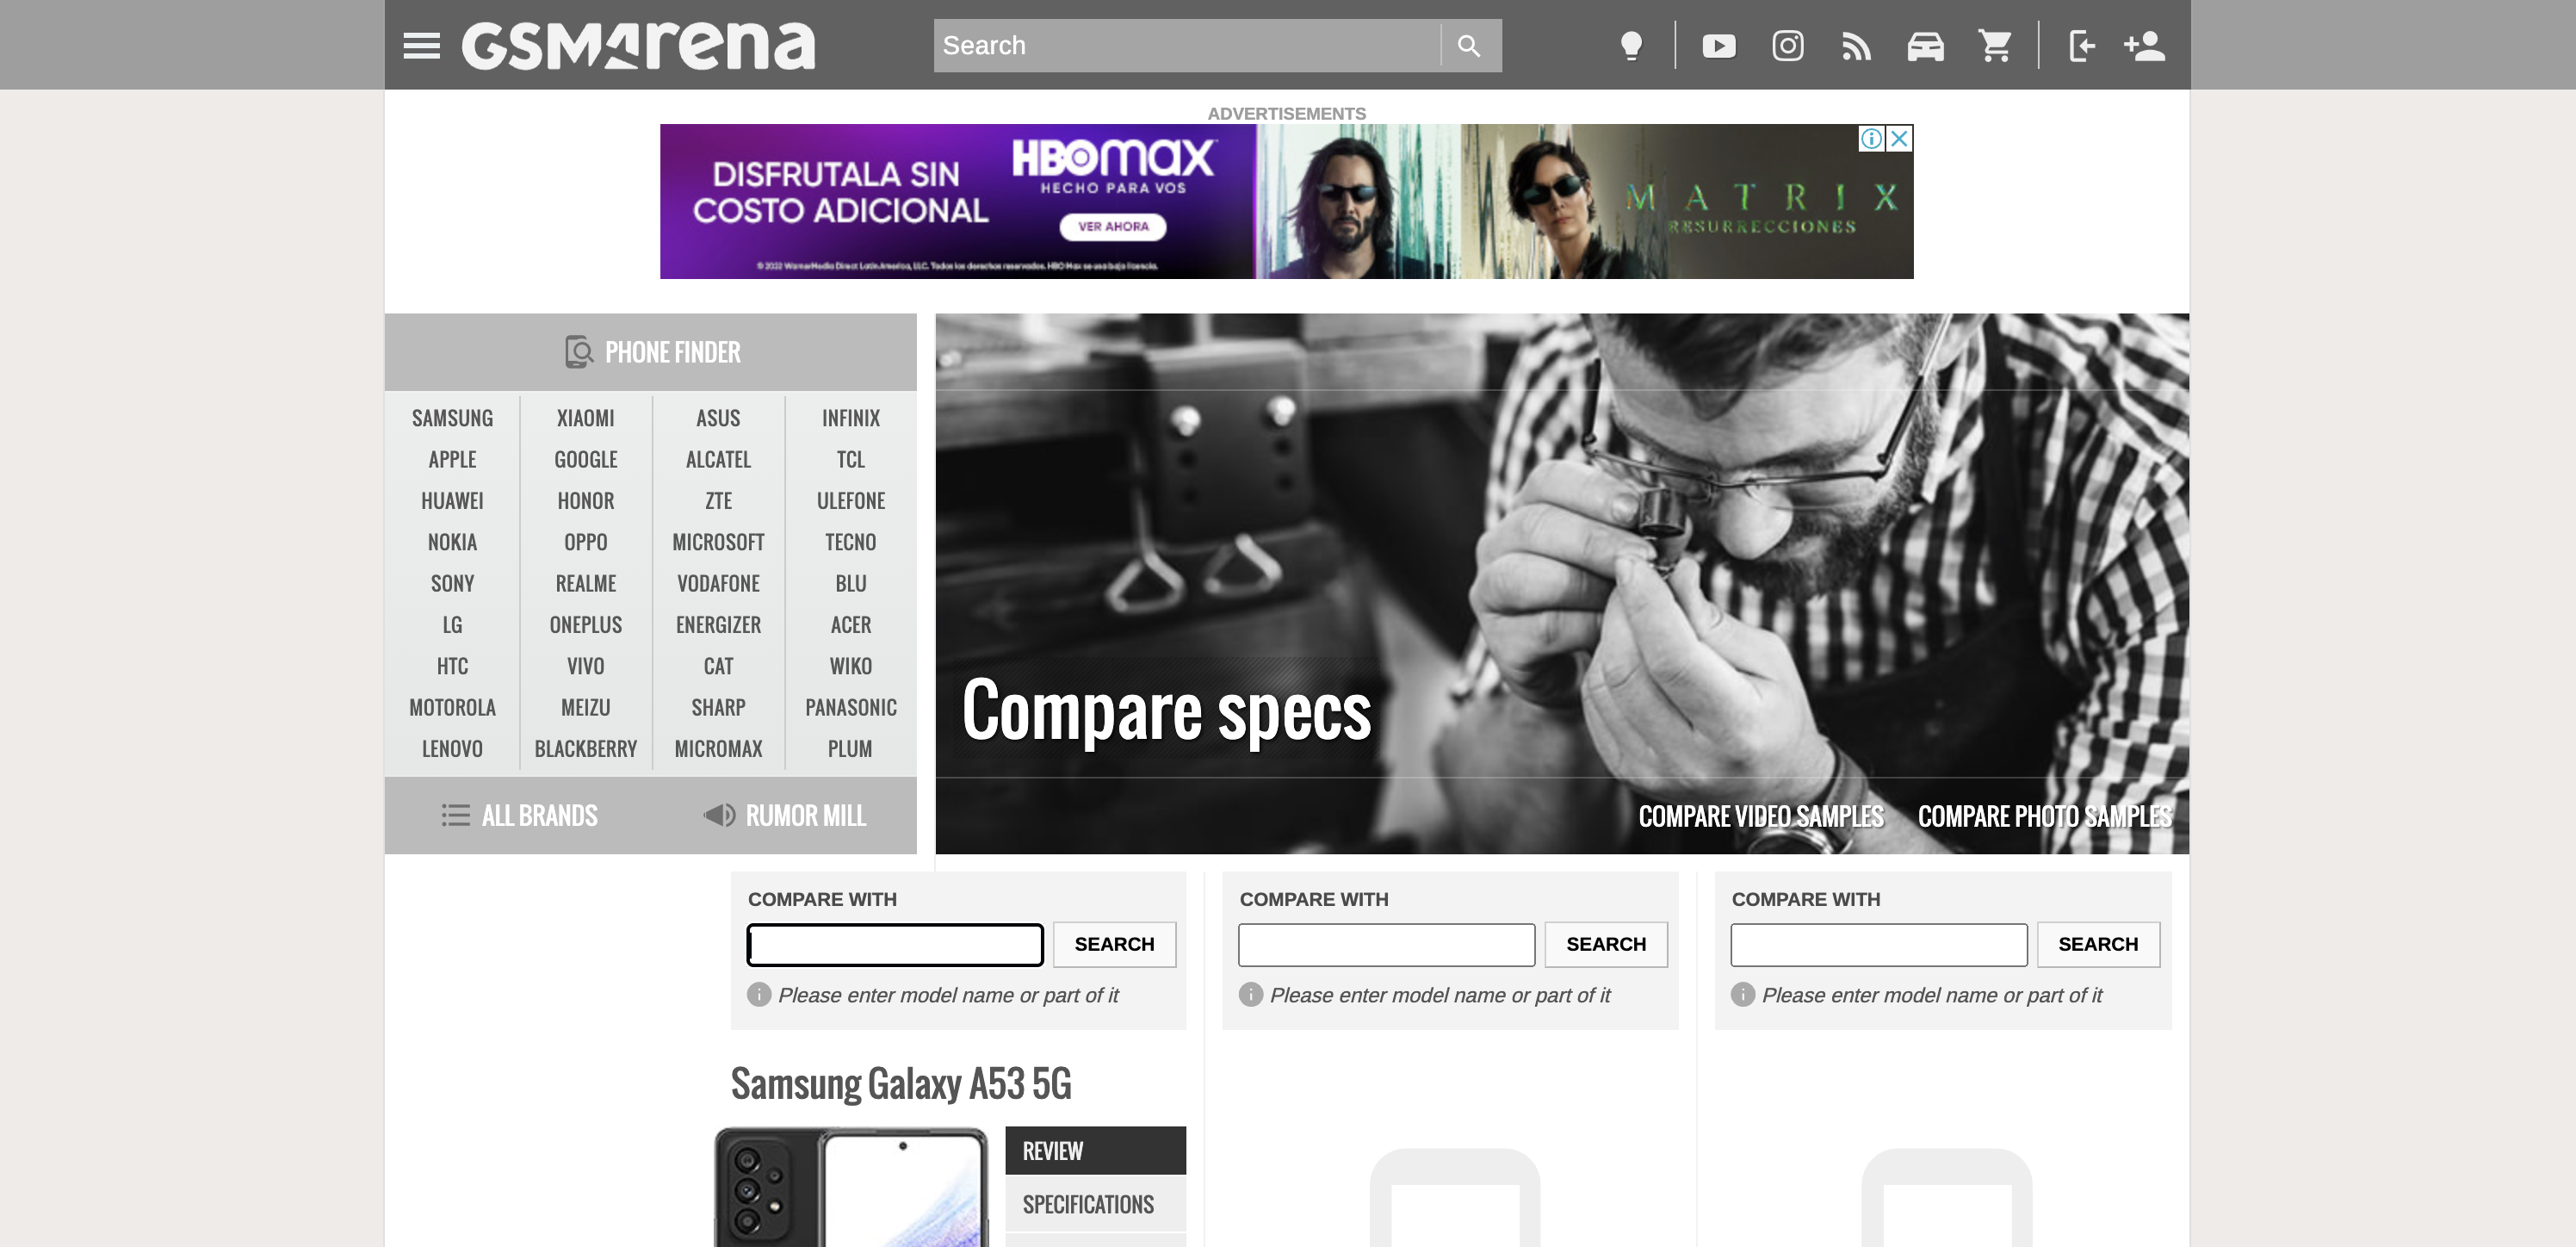 GSMArena
Search
ADVERTISEMENTS
DISFRUTALA SIN
COSTO ADICIONAL
HBOMAX
HECHO PARA VOS
VER AHORA
© 2022 WarnerMedia Direct Latin America, LLC. Todos los derechos reservados. HBO Max se usa bajo licencia.
MATRIX
RESURRECCIONES
PHONE FINDER
SAMSUNG XIAOMI ASUS INFINIX
APPLE GOOGLE ALCATEL TCL
HUAWEI HONOR ZTE ULEFONE
NOKIA OPPO MICROSOFT TECNO
SONY REALME VODAFONE BLU
LG ONEPLUS ENERGIZER ACER
HTC VIVO CAT WIKO
MOTOROLA MEIZU SHARP PANASONIC
LENOVO BLACKBERRY MICROMAX PLUM
ALL BRANDS RUMOR MILL
Compare specs
COMPARE VIDEO SAMPLES COMPARE PHOTO SAMPLES
COMPARE WITH COMPARE WITH COMPARE WITH
SEARCH SEARCH SEARCH
Please enter model name or part of it Please enter model name or part of it Please enter model name or part of it
Samsung Galaxy A53 5G
REVIEW
SPECIFICATIONS